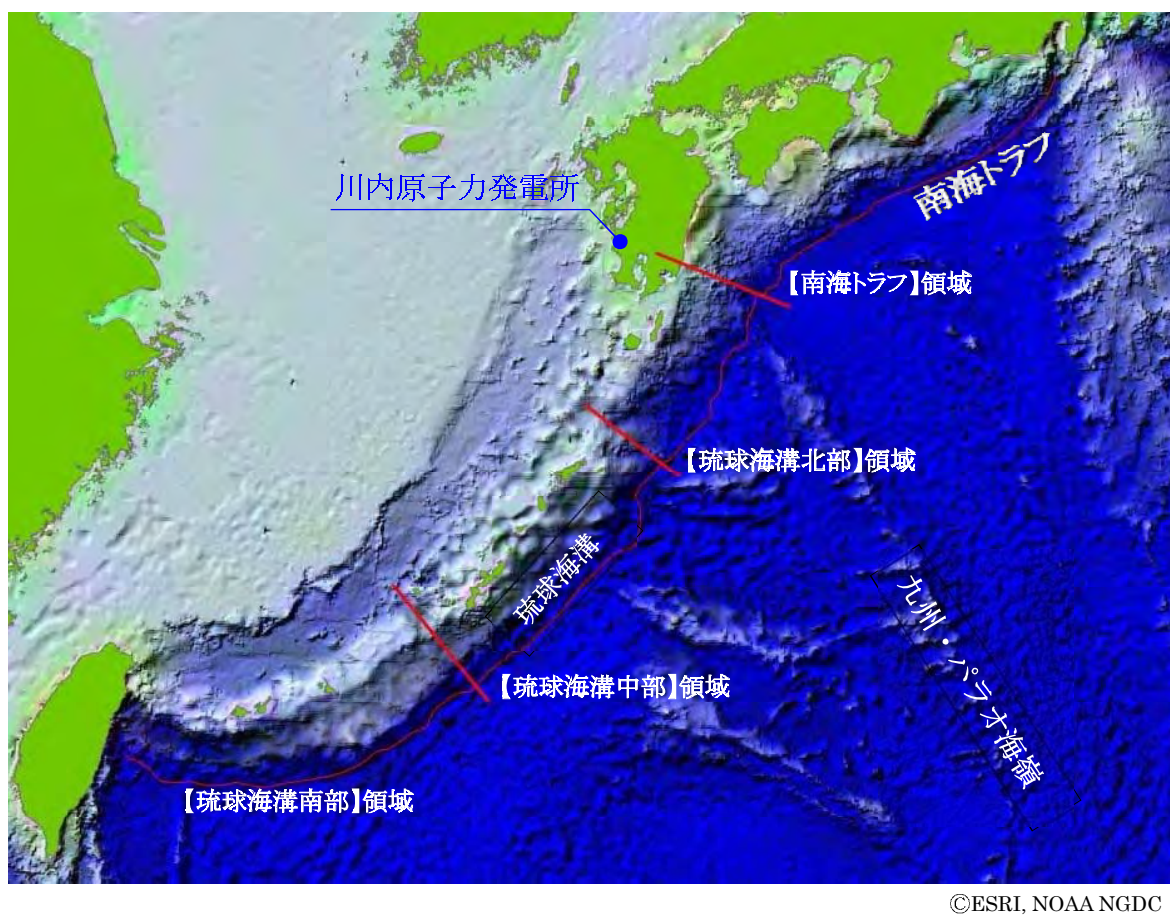 川内原子力発電所
南海トラフ
【南海トラフ】領域
【琉球海溝北部】領域
琉球海溝
九州・パラオ海嶺
【琉球海溝中部】領域
【琉球海溝南部】領域
©ESRI, NOAA NGDC